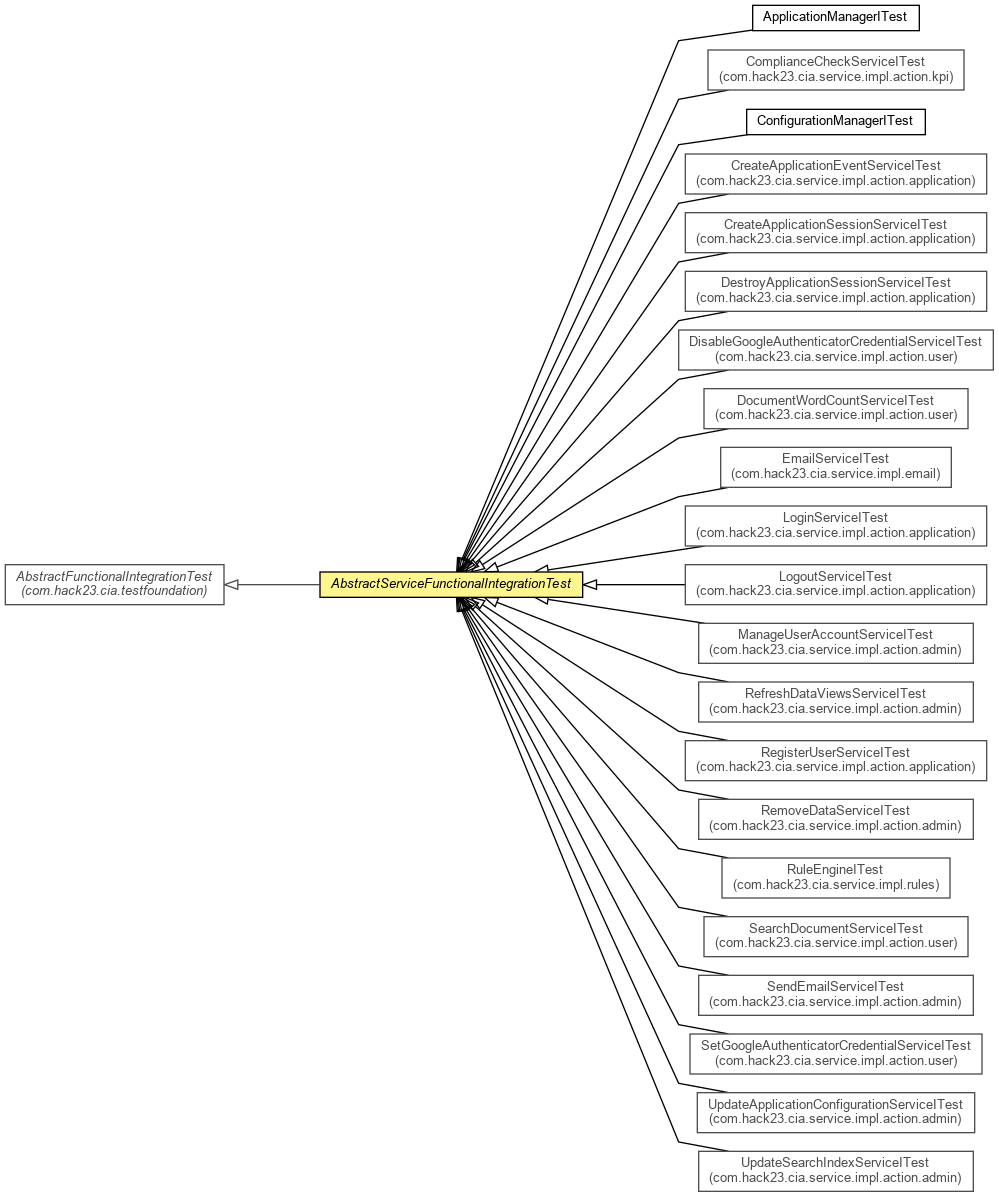 ApplicationManagerITest
ComplianceCheckServiceITest
(com.hack23.cia.service.impl.action.kpi)
ConfigurationManagerITest
CreateApplicationEventServiceITest
(com.hack23.cia.service.impl.action.application)
CreateApplicationSessionServiceITest
(com.hack23.cia.service.impl.action.application)
DestroyApplicationSessionServiceITest
(com.hack23.cia.service.impl.action.application)
DisableGoogleAuthenticatorCredentialServiceITest
(com.hack23.cia.service.impl.action.user)
DocumentWordCountServiceITest
(com.hack23.cia.service.impl.action.user)
EmailServiceITest
(com.hack23.cia.service.impl.email)
LoginServiceITest
(com.hack23.cia.service.impl.action.application)
AbstractFunctionalIntegrationTest
(com.hack23.cia.testfoundation)
AbstractServiceFunctionalIntegrationTest
LogoutServiceITest
(com.hack23.cia.service.impl.action.application)
ManageUserAccountServiceITest
(com.hack23.cia.service.impl.action.admin)
RefreshDataViewsServiceITest
(com.hack23.cia.service.impl.action.admin)
RegisterUserServiceITest
(com.hack23.cia.service.impl.action.application)
RemoveDataServiceITest
(com.hack23.cia.service.impl.action.admin)
RuleEngineITest
(com.hack23.cia.service.impl.rules)
SearchDocumentServiceITest
(com.hack23.cia.service.impl.action.user)
SendEmailServiceITest
(com.hack23.cia.service.impl.action.admin)
SetGoogleAuthenticatorCredentialServiceITest
(com.hack23.cia.service.impl.action.user)
UpdateApplicationConfigurationServiceITest
(com.hack23.cia.service.impl.action.admin)
UpdateSearchIndexServiceITest
(com.hack23.cia.service.impl.action.admin)